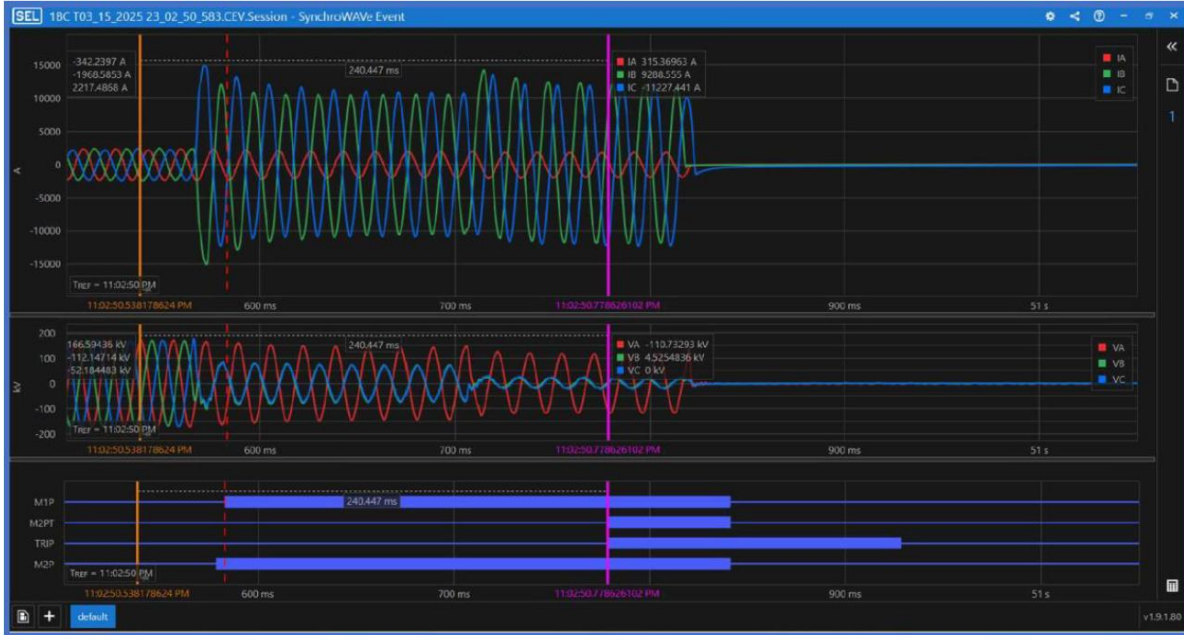 SEL 1BC T03_15_2025 23_02_50_583.CEV.Session - SynchroWAVe Event
-342.2397 A
-1968.5853 A
2217.4868 A
240.447 ms
IA 315.36963 A
IB 9288.555 A
IC -11227.441 A
IA
IB
IC
15000
10000
5000
0
-5000
-10000
-15000
A
TREF = 11:02:50 PM
11:02:50.538178624 PM 600 ms 700 ms 11:02:50.778626102 PM 900 ms 51 s
1
166.59436 kV
-112.14714 kV
-52.184483 kV
240.447 ms
VA -110.73293 kV
VB 4.5254836 kV
VC 0 kV
VA
VB
VC
200
100
0
-100
-200
kV
TREF = 11:02:50 PM
11:02:50.538178624 PM 600 ms 700 ms 11:02:50.778626102 PM 900 ms 51 s
240.447 ms
M1P
M2PT
TRIP
M2P
TREF = 11:02:50 PM
11:02:50.538178624 PM 600 ms 700 ms 11:02:50.778626102 PM 900 ms 51 s
default
v1.9.1.80